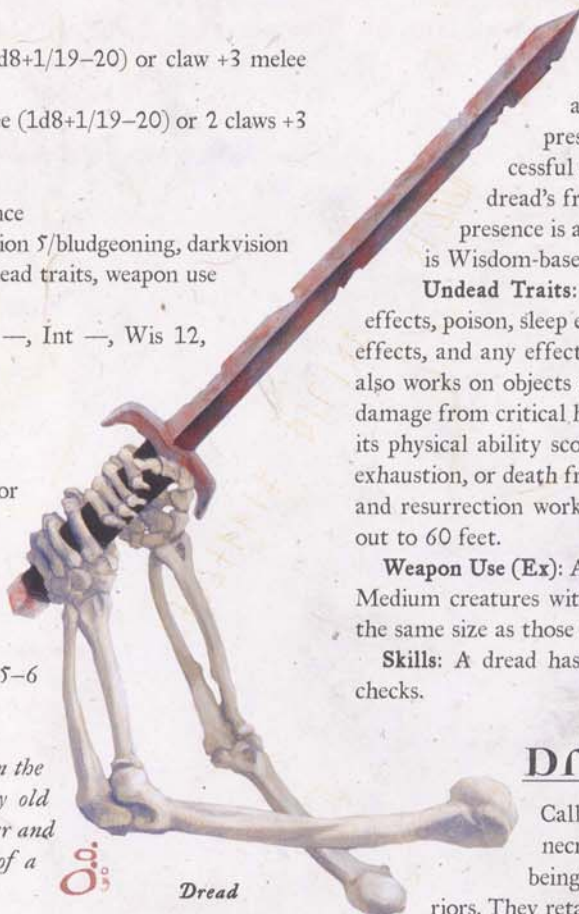 d8+1/19–20) or claw +3 melee
e (1d8+1/19–20) or 2 claws +3
nce
ion 5/bludgeoning, darkvision
ead traits, weapon use
—, Int —, Wis 12,
or
5–6
n the
y old
r and
of a
Dread
a
pres
cessful
dread's fr
presence is a
is Wisdom-base
Undead Traits:
effects, poison, sleep e
effects, and any effect
also works on objects
damage from critical h
its physical ability sco
exhaustion, or death fr
and resurrection work
out to 60 feet.
Weapon Use (Ex): A
Medium creatures wit
the same size as those
Skills: A dread has
checks.
Dr
Call
necr
being
riors. They reta